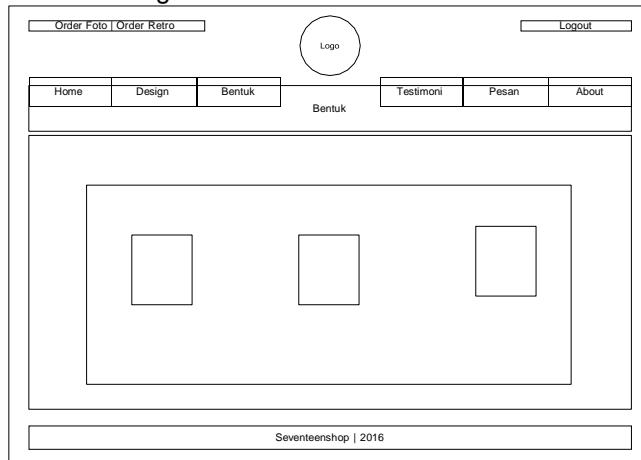 Order Foto | Order Retro
Logout
Logo
Home
Design
Bentuk
Testimoni
Pesan
About
Bentuk
Seventeenshop | 2016